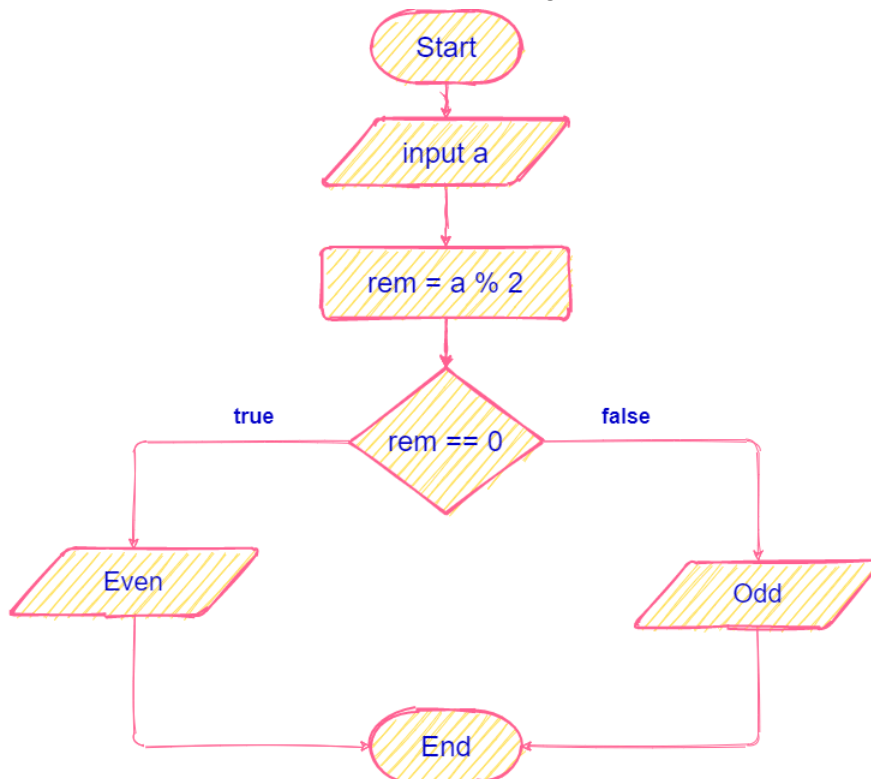 Start
input a
rem = a % 2
true
false
rem == 0
Even
Odd
End